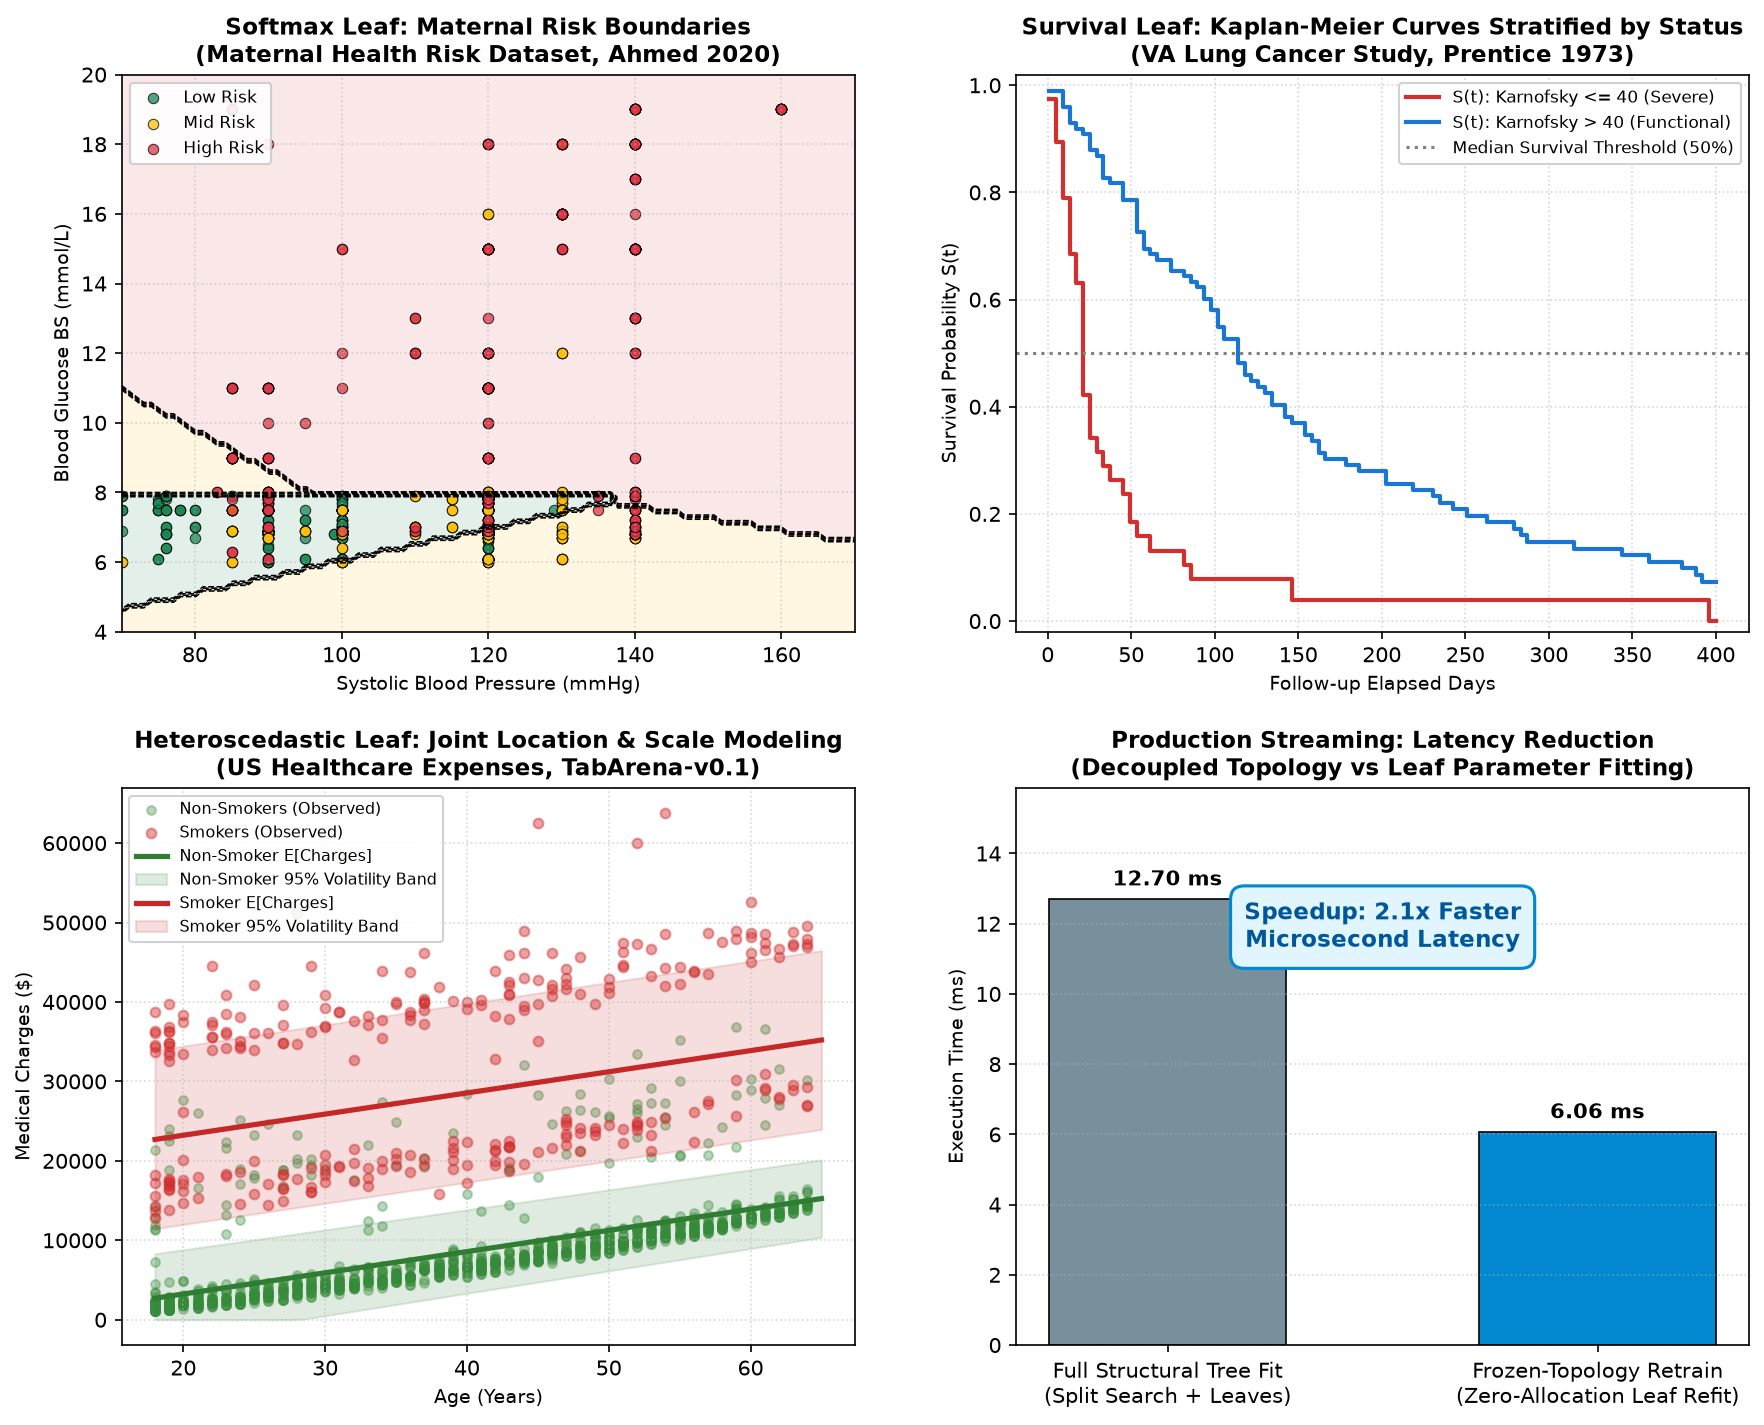 Softmax Leaf: Maternal Risk Boundaries
(Maternal Health Risk Dataset, Ahmed 2020)
Low Risk
Mid Risk
High Risk
20
18
16
14
12
10
8
6
4
Blood Glucose BS (mmol/L)
80
100
120
140
160
Systolic Blood Pressure (mmHg)
Survival Leaf: Kaplan-Meier Curves Stratified by Status
(VA Lung Cancer Study, Prentice 1973)
S(t): Karnofsky <= 40 (Severe)
S(t): Karnofsky > 40 (Functional)
Median Survival Threshold (50%)
1.0
0.8
0.6
0.4
0.2
0.0
Survival Probability S(t)
0
50
100
150
200
250
300
350
400
Follow-up Elapsed Days
Heteroscedastic Leaf: Joint Location & Scale Modeling
(US Healthcare Expenses, TabArena-v0.1)
Non-Smokers (Observed)
Smokers (Observed)
Non-Smoker E[Charges]
Non-Smoker 95% Volatility Band
Smoker E[Charges]
Smoker 95% Volatility Band
60000
50000
40000
30000
20000
10000
0
Medical Charges ($)
20
30
40
50
60
Age (Years)
Production Streaming: Latency Reduction
(Decoupled Topology vs Leaf Parameter Fitting)
14
12
10
8
6
4
2
0
Execution Time (ms)
12.70 ms
Speedup: 2.1x Faster
Microsecond Latency
6.06 ms
Full Structural Tree Fit
(Split Search + Leaves)
Frozen-Topology Retrain
(Zero-Allocation Leaf Refit)